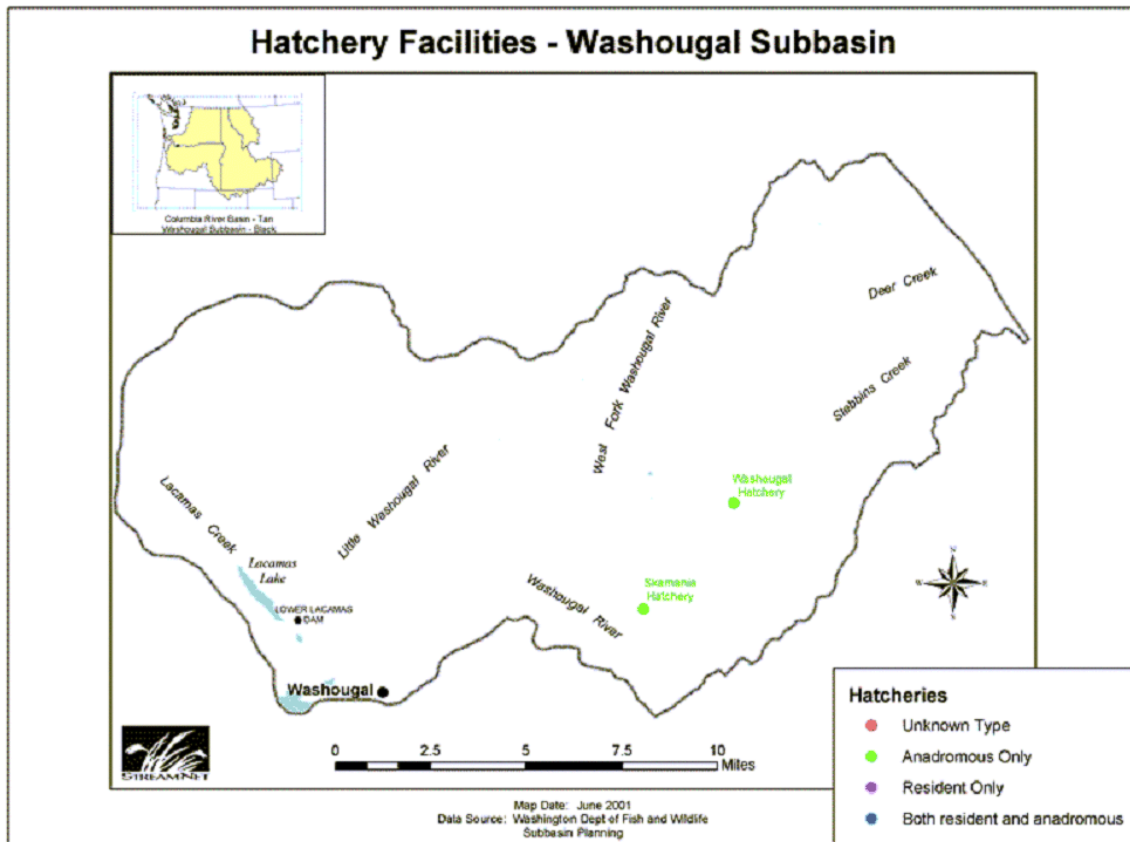 Hatchery Facilities - Washougal Subbasin
Columbia River Basin - Tan
Washougal Subbasin - Black
Deer Creek
West Fork Washougal River
Stebbins Creek
Washougal
Hatchery
Lacamas Creek
Little Washougal River
Lacamas
Lake
LOWER LACAMAS
DAM
Skamania
Hatchery
Washougal River
N
W
E
S
Washougal
0 2.5 5 7.5 10
Miles
STREAMNET
Hatcheries
Unknown Type
Anadromous Only
Resident Only
Both resident and anadromous
Map Date: June 2001
Data Source: Washington Dept of Fish and Wildlife
Subbasin Planning